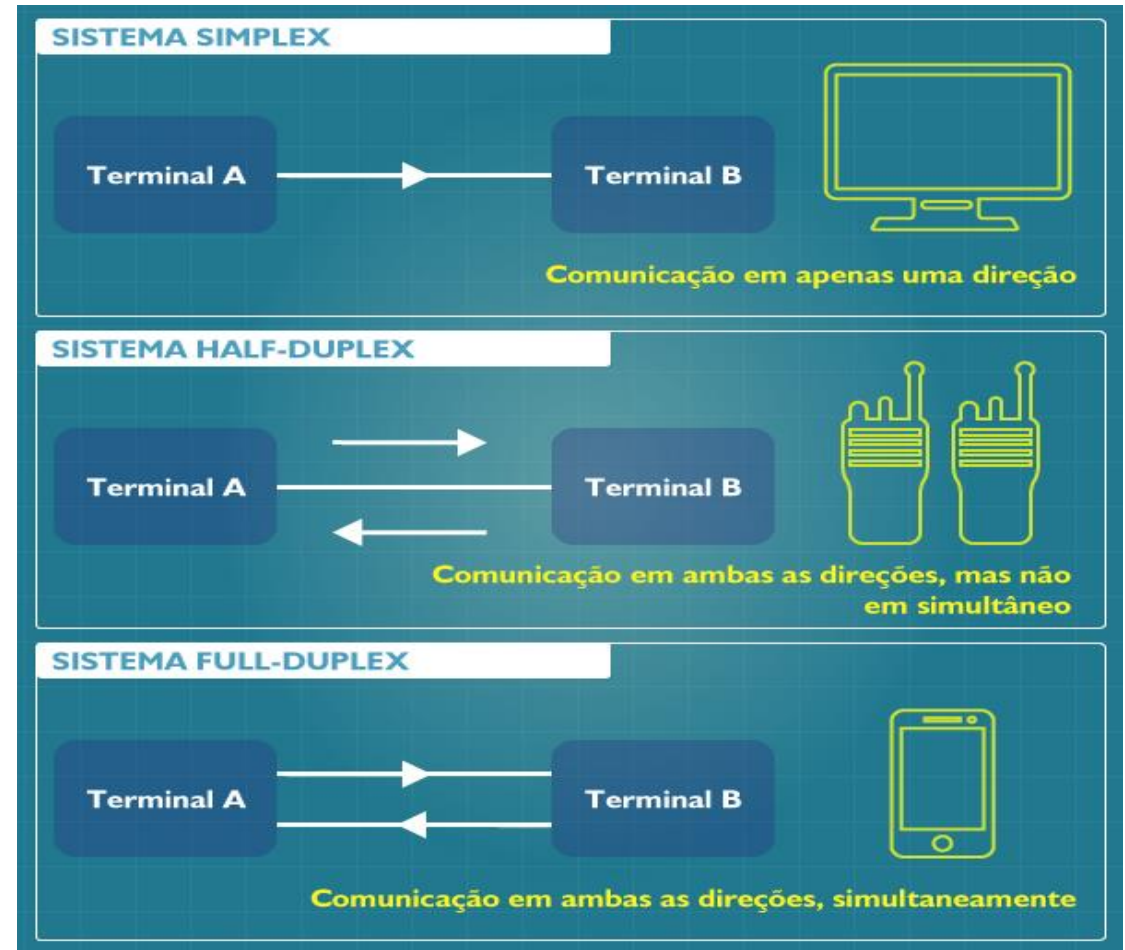 SISTEMA SIMPLEX
Terminal A
Terminal B
Comunicação em apenas uma direção
SISTEMA HALF-DUPLEX
Terminal A
Terminal B
Comunicação em ambas as direções, mas não
em simultâneo
SISTEMA FULL-DUPLEX
Terminal A
Terminal B
Comunicação em ambas as direções, simultaneamente